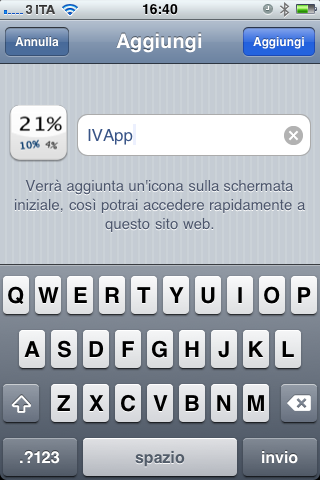 3 ITA 16:40
Annulla Aggiungi Aggiungi
21%
10% 4%
IVApp
Verrà aggiunta un'icona sulla schermata
iniziale, così potrai accedere rapidamente a
questo sito web.
Q W E R T Y U I O P
A S D F G H J K L
Z X C V B N M
.?123 spazio invio